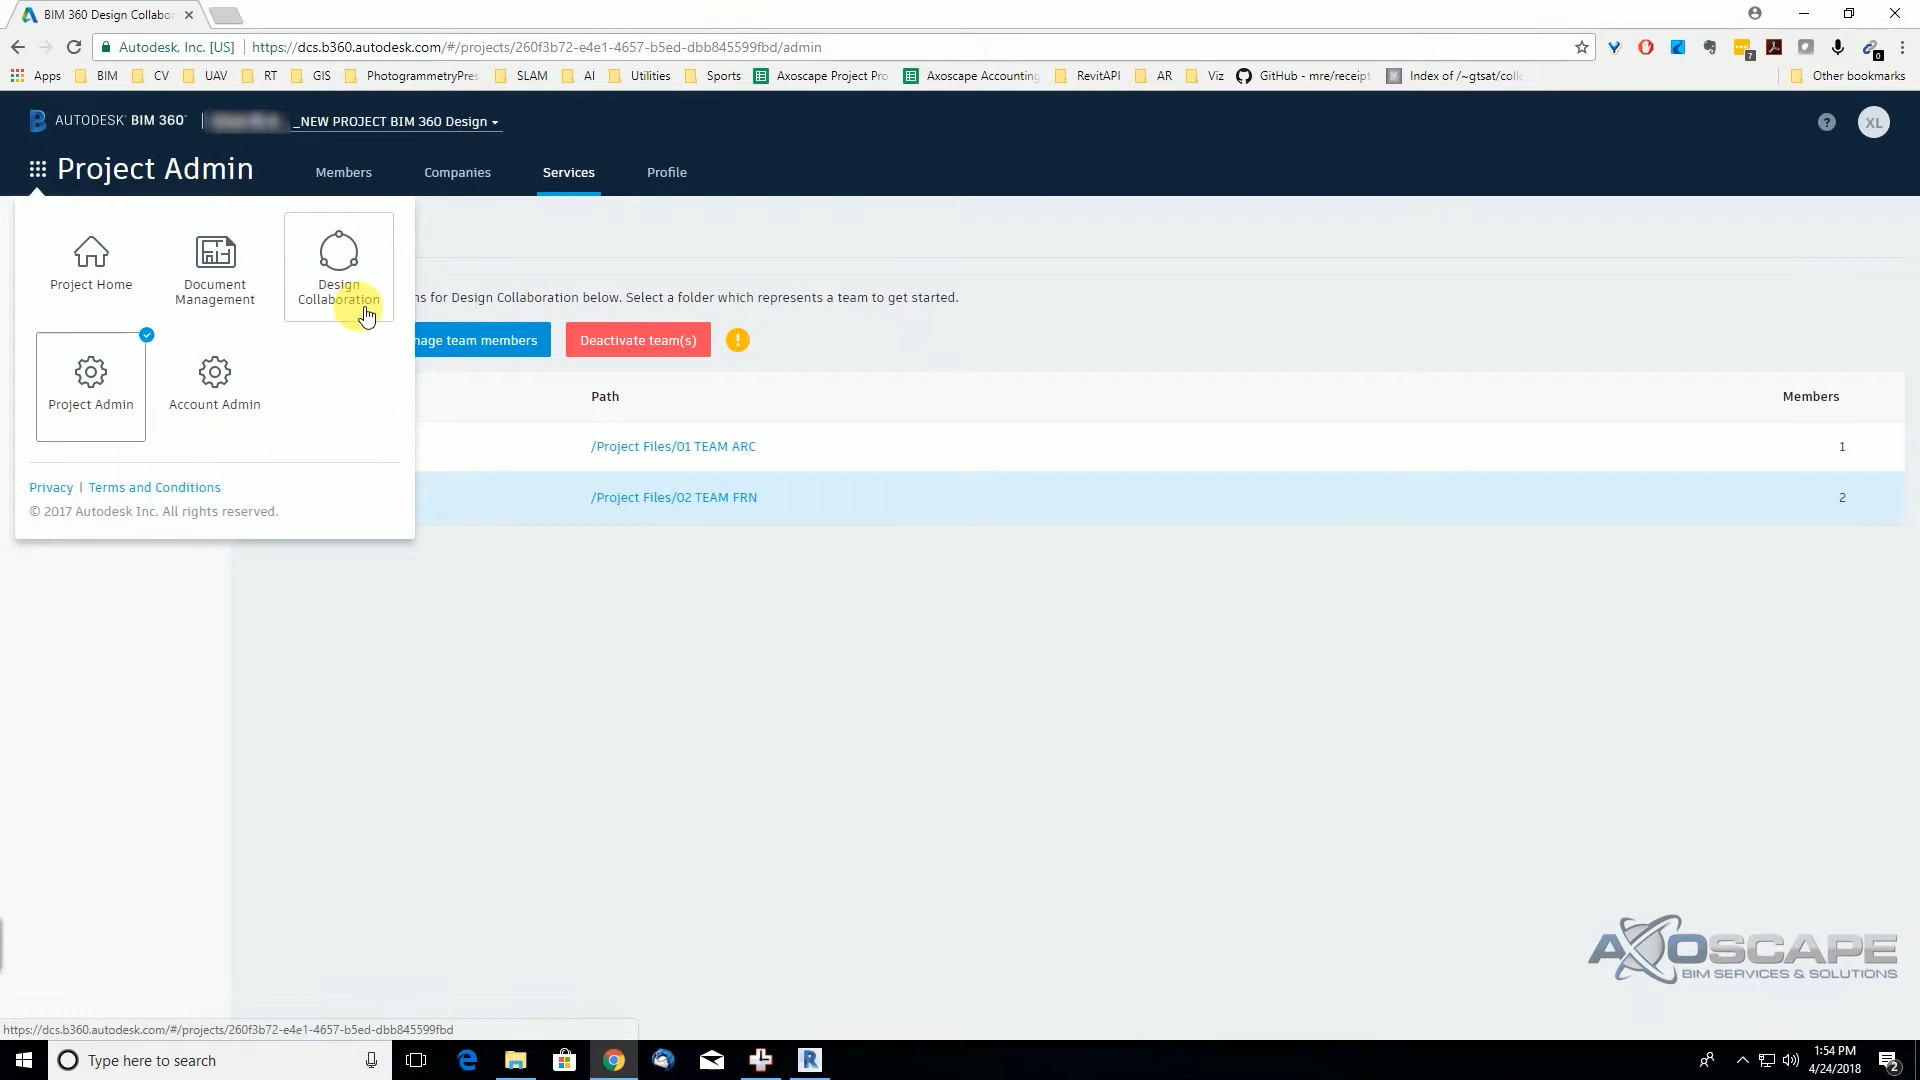 BIM 360 Design Collabo
Autodesk, Inc. [US] https://dcs.b360.autodesk.com/#/projects/260f3b72-e4e1-4657-b5ed-dbb845599fbd/admin
Apps BIM CV UAV RT GIS PhotogrammetryPres SLAM AI Utilities Sports Axoscape Project Pro Axoscape Accounting RevitAPI AR Viz GitHub - mre/receipt Index of /~gtsat/colle Other bookmarks
7
0
AUTODESK® BIM 360™ _NEW PROJECT BIM 360 Design
? XL
Project Admin Members Companies Services Profile
Project Home
Document
Management
Design
Collaboration
ns for Design Collaboration below. Select a folder which represents a team to get started.
nage team members Deactivate team(s) !
Project Admin Account Admin
Path Members
/Project Files/01 TEAM ARC 1
/Project Files/02 TEAM FRN 2
Privacy | Terms and Conditions
© 2017 Autodesk Inc. All rights reserved.
AXOSCAPE
BIM SERVICES & SOLUTIONS
https://dcs.b360.autodesk.com/#/projects/260f3b72-e4e1-4657-b5ed-dbb845599fbd
Type here to search
R
1:54 PM
4/24/2018
2